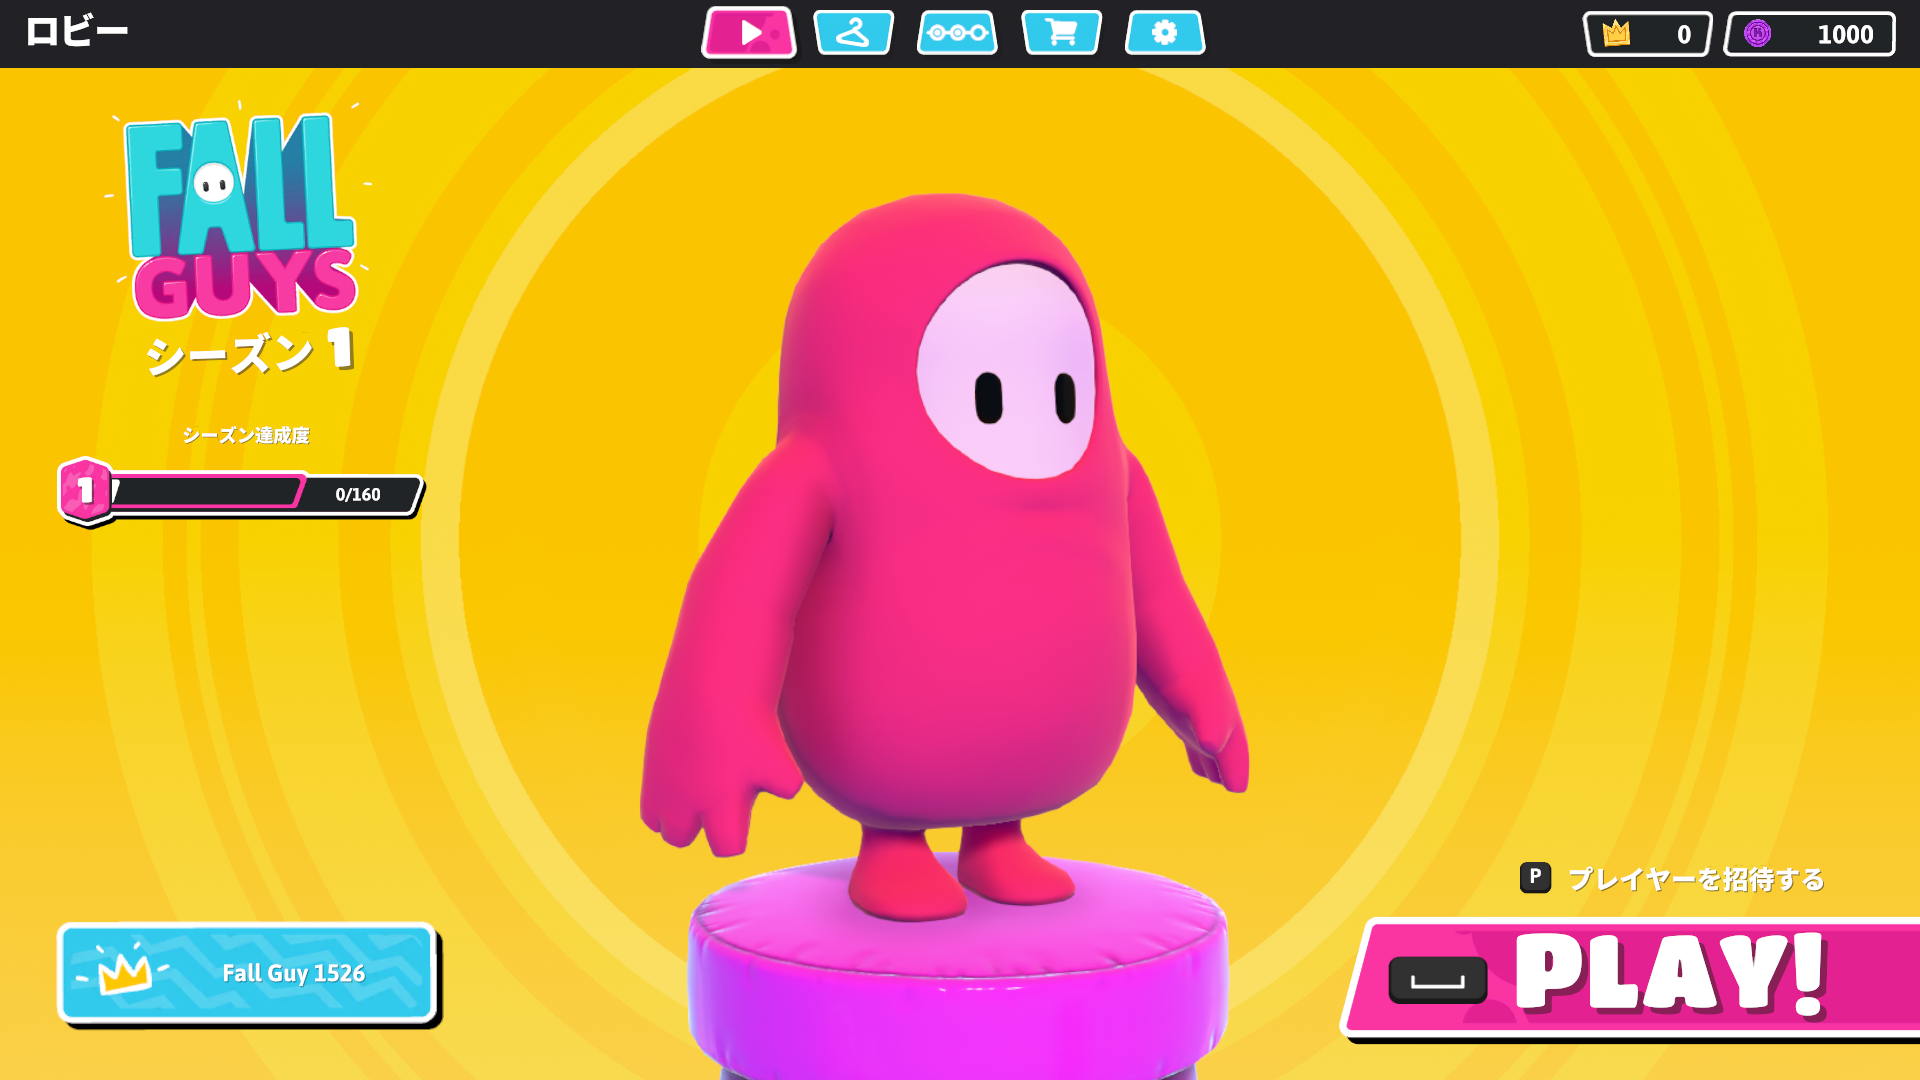 ロビー
0
1000
FALL
GUYS
シーズン 1
シーズン達成度
1
0/160
P プレイヤーを招待する
Fall Guy 1526
PLAY!